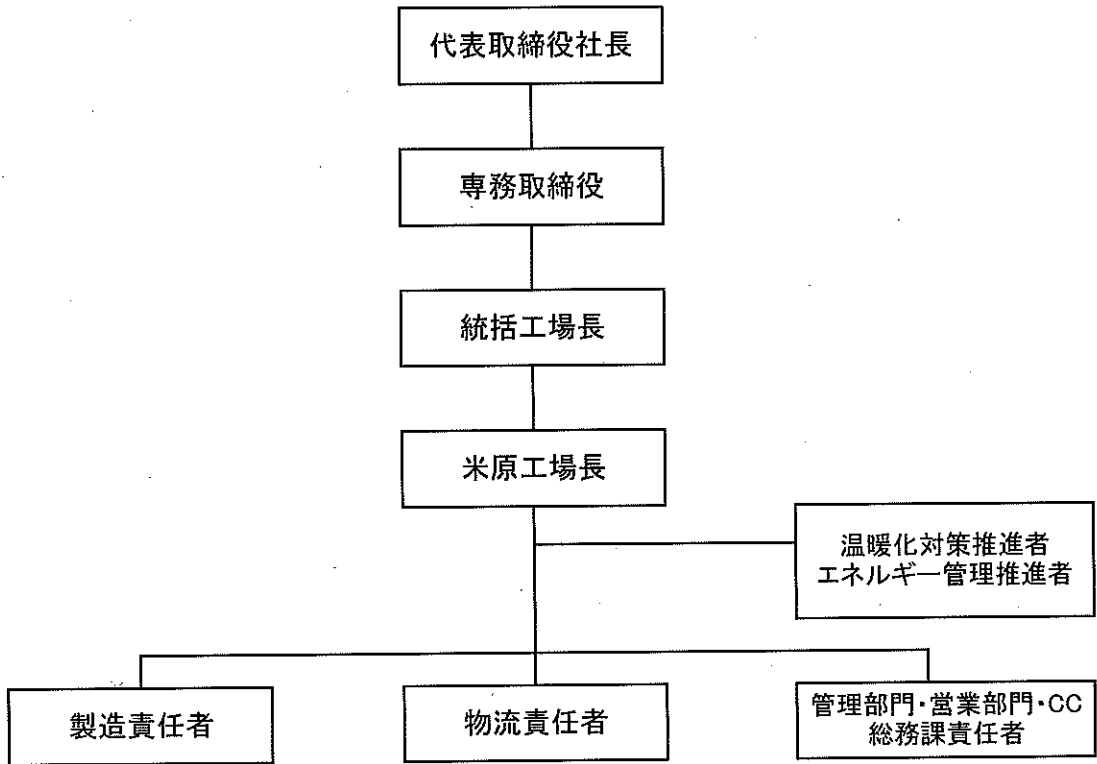 代表取締役社長
専務取締役
統括工場長
米原工場長
温暖化対策推進者
エネルギー管理推進者
製造責任者
物流責任者
管理部門・営業部門・CC
総務課責任者